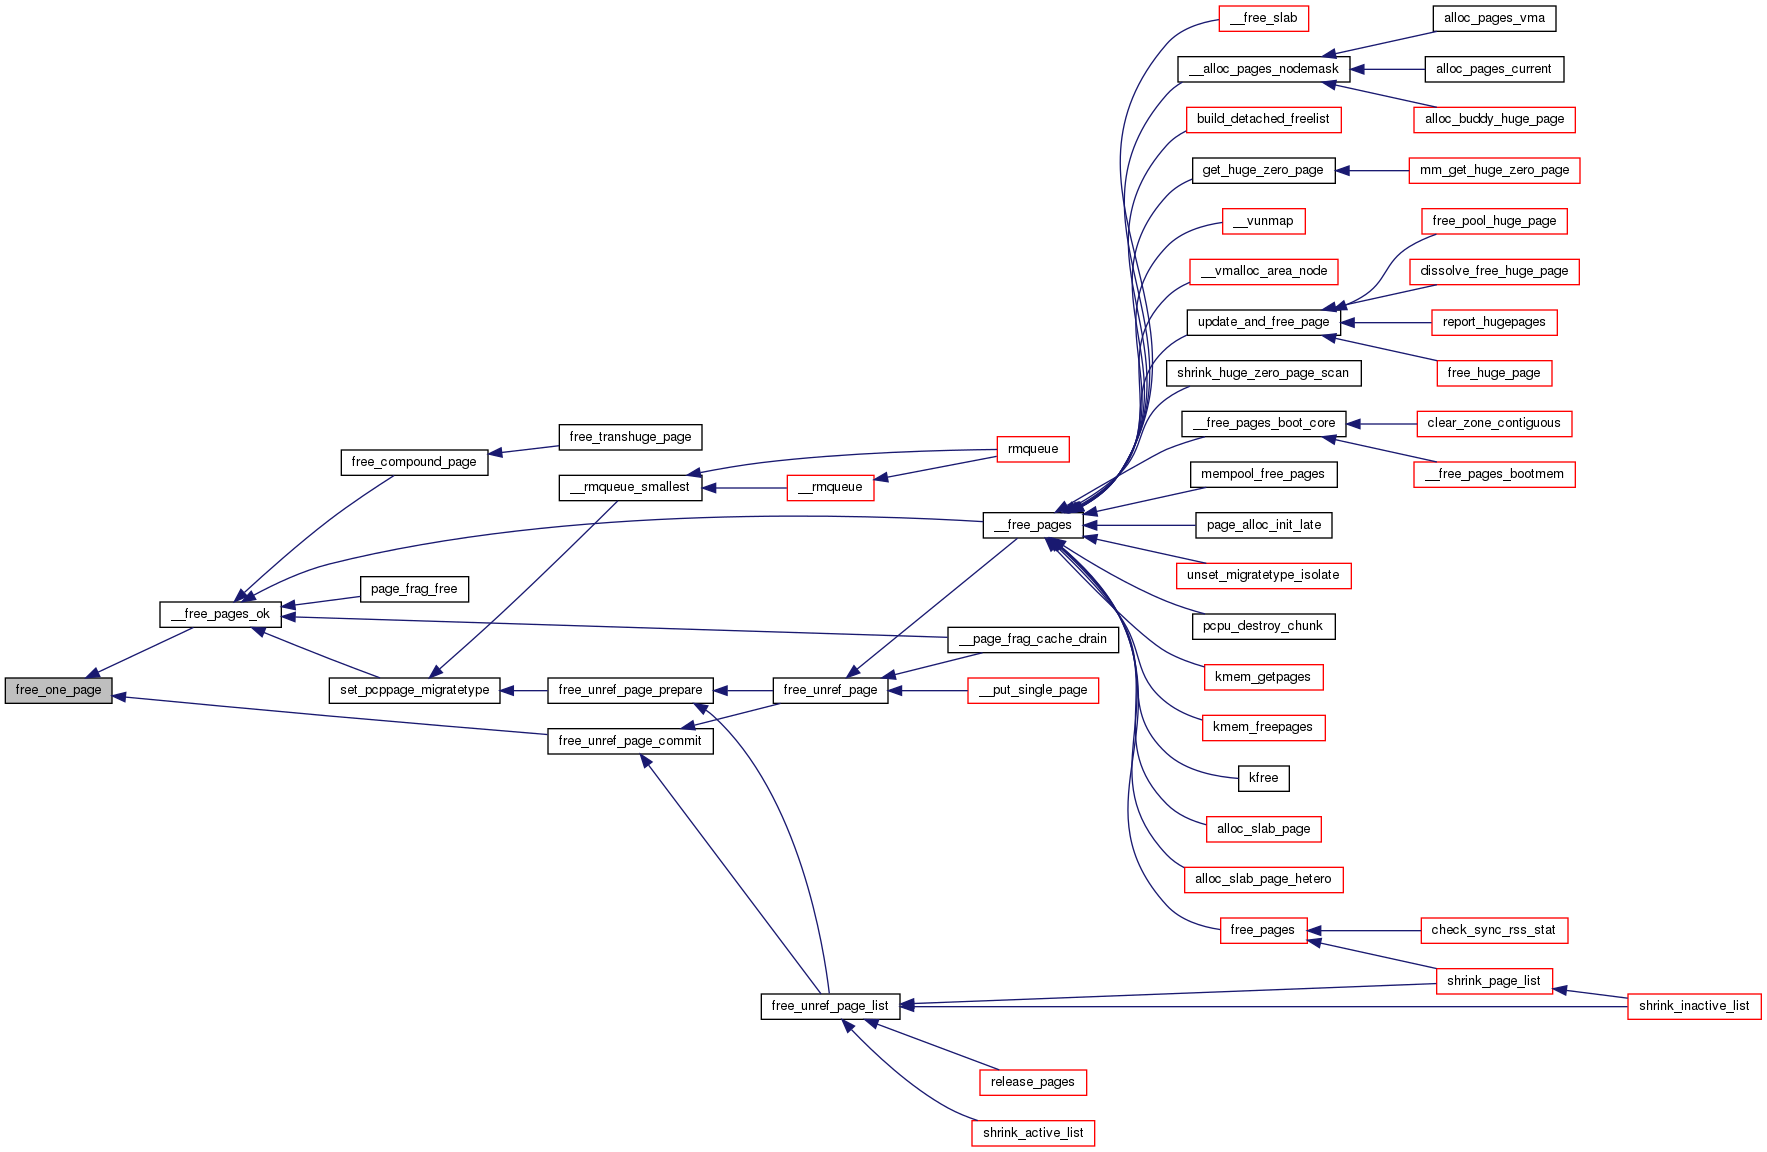 __free_slab
alloc_pages_vma
__alloc_pages_nodemask
alloc_pages_current
build_detached_freelist
alloc_buddy_huge_page
get_huge_zero_page
mm_get_huge_zero_page
__vunmap
free_pool_huge_page
__vmalloc_area_node
dissolve_free_huge_page
update_and_free_page
report_hugepages
shrink_huge_zero_page_scan
free_huge_page
__free_pages_boot_core
clear_zone_contiguous
free_transhuge_page
free_compound_page
rmqueue
mempool_free_pages
__free_pages_bootmem
__rmqueue_smallest
__rmqueue
__free_pages
page_alloc_init_late
unset_migratetype_isolate
page_frag_free
__free_pages_ok
pcpu_destroy_chunk
__page_frag_cache_drain
kmem_getpages
free_one_page
set_pcppage_migratetype
free_unref_page_prepare
free_unref_page
__put_single_page
kmem_freepages
free_unref_page_commit
kfree
alloc_slab_page
alloc_slab_page_hetero
free_pages
check_sync_rss_stat
shrink_page_list
free_unref_page_list
shrink_inactive_list
release_pages
shrink_active_list